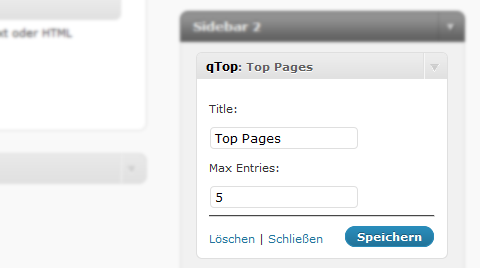 xt oder HTML
Sidebar 2
qTop: Top Pages
Title:
Top Pages
Max Entries:
5
Löschen | Schließen
Speichern